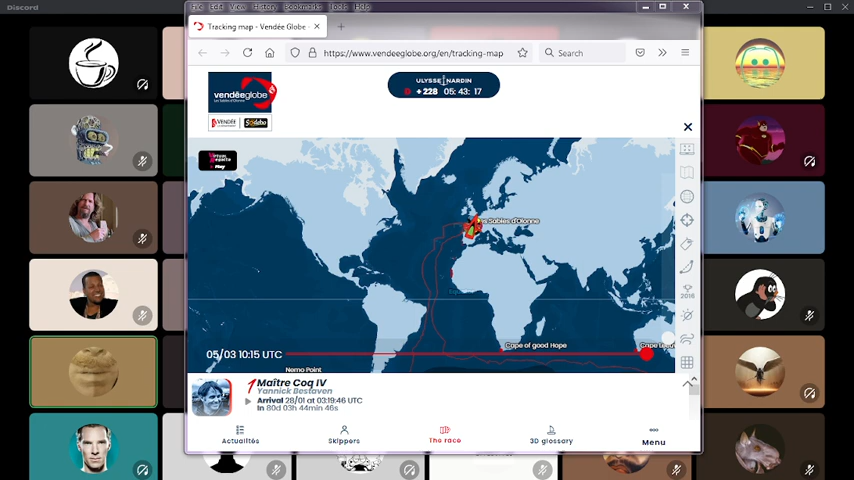 Discord
File Edit View History Bookmarks Tools Help
Tracking map - Vendée Globe -
https://www.vendeeglobe.org/en/tracking-map
Search
ULYSSE NARDIN
+228 05: 43: 17
vendéeglobe
Les Sables d'Olonne
VENDÉE
Sodebo
Play
Les Sables d'Olonne
2016
Cape of good Hope
05/03 10:15 UTC
Nemo Point
1 Maître Coq IV
Yannick Bestaven
Arrival 28/01 at 03:19:46 UTC
In 80d 03h 44min 46s
Actualités Skippers The race 3D glossary Menu